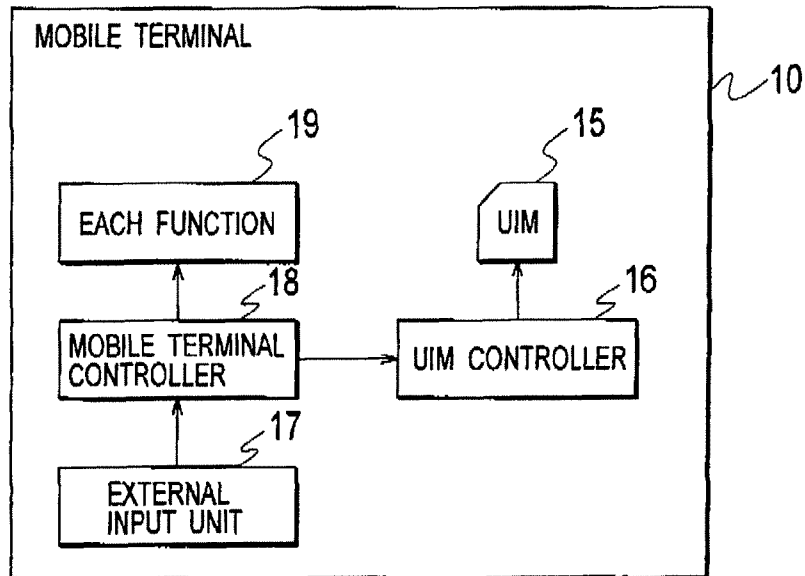 MOBILE TERMINAL
10
19
15
EACH FUNCTION
UIM
18
16
MOBILE TERMINAL
CONTROLLER
UIM CONTROLLER
17
EXTERNAL
INPUT UNIT